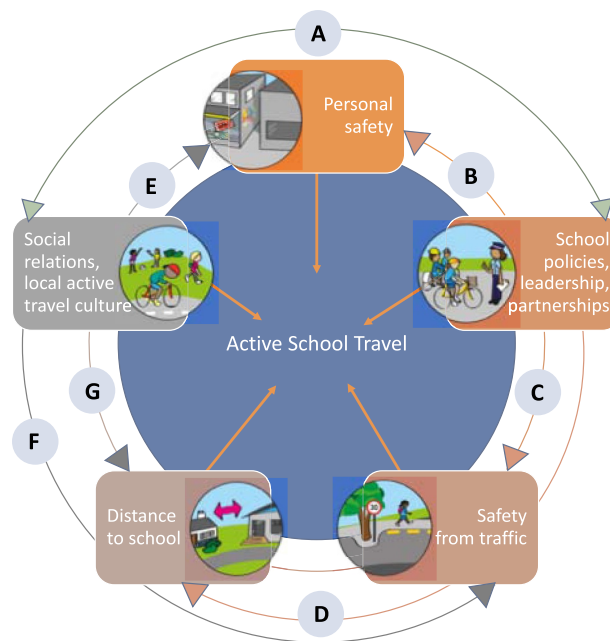 A
Personal
safety
E
B
Social
relations,
local active
travel culture
School
policies,
leadership,
partnerships
Active School Travel
G
C
F
Distance
to school
30
Safety
from traffic
D